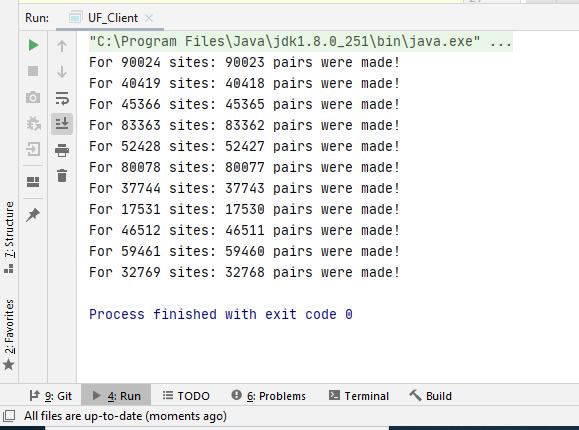 Run: UF_Client
"C:\Program Files\Java\jdk1.8.0_251\bin\java.exe" ...
For 90024 sites: 90023 pairs were made!
For 40419 sites: 40418 pairs were made!
For 45366 sites: 45365 pairs were made!
For 83363 sites: 83362 pairs were made!
For 52428 sites: 52427 pairs were made!
For 80078 sites: 80077 pairs were made!
For 37744 sites: 37743 pairs were made!
For 17531 sites: 17530 pairs were made!
For 46512 sites: 46511 pairs were made!
For 59461 sites: 59460 pairs were made!
For 32769 sites: 32768 pairs were made!
Process finished with exit code 0
7: Structure
2: Favorites
9: Git 4: Run TODO 6: Problems Terminal Build
All files are up-to-date (moments ago)